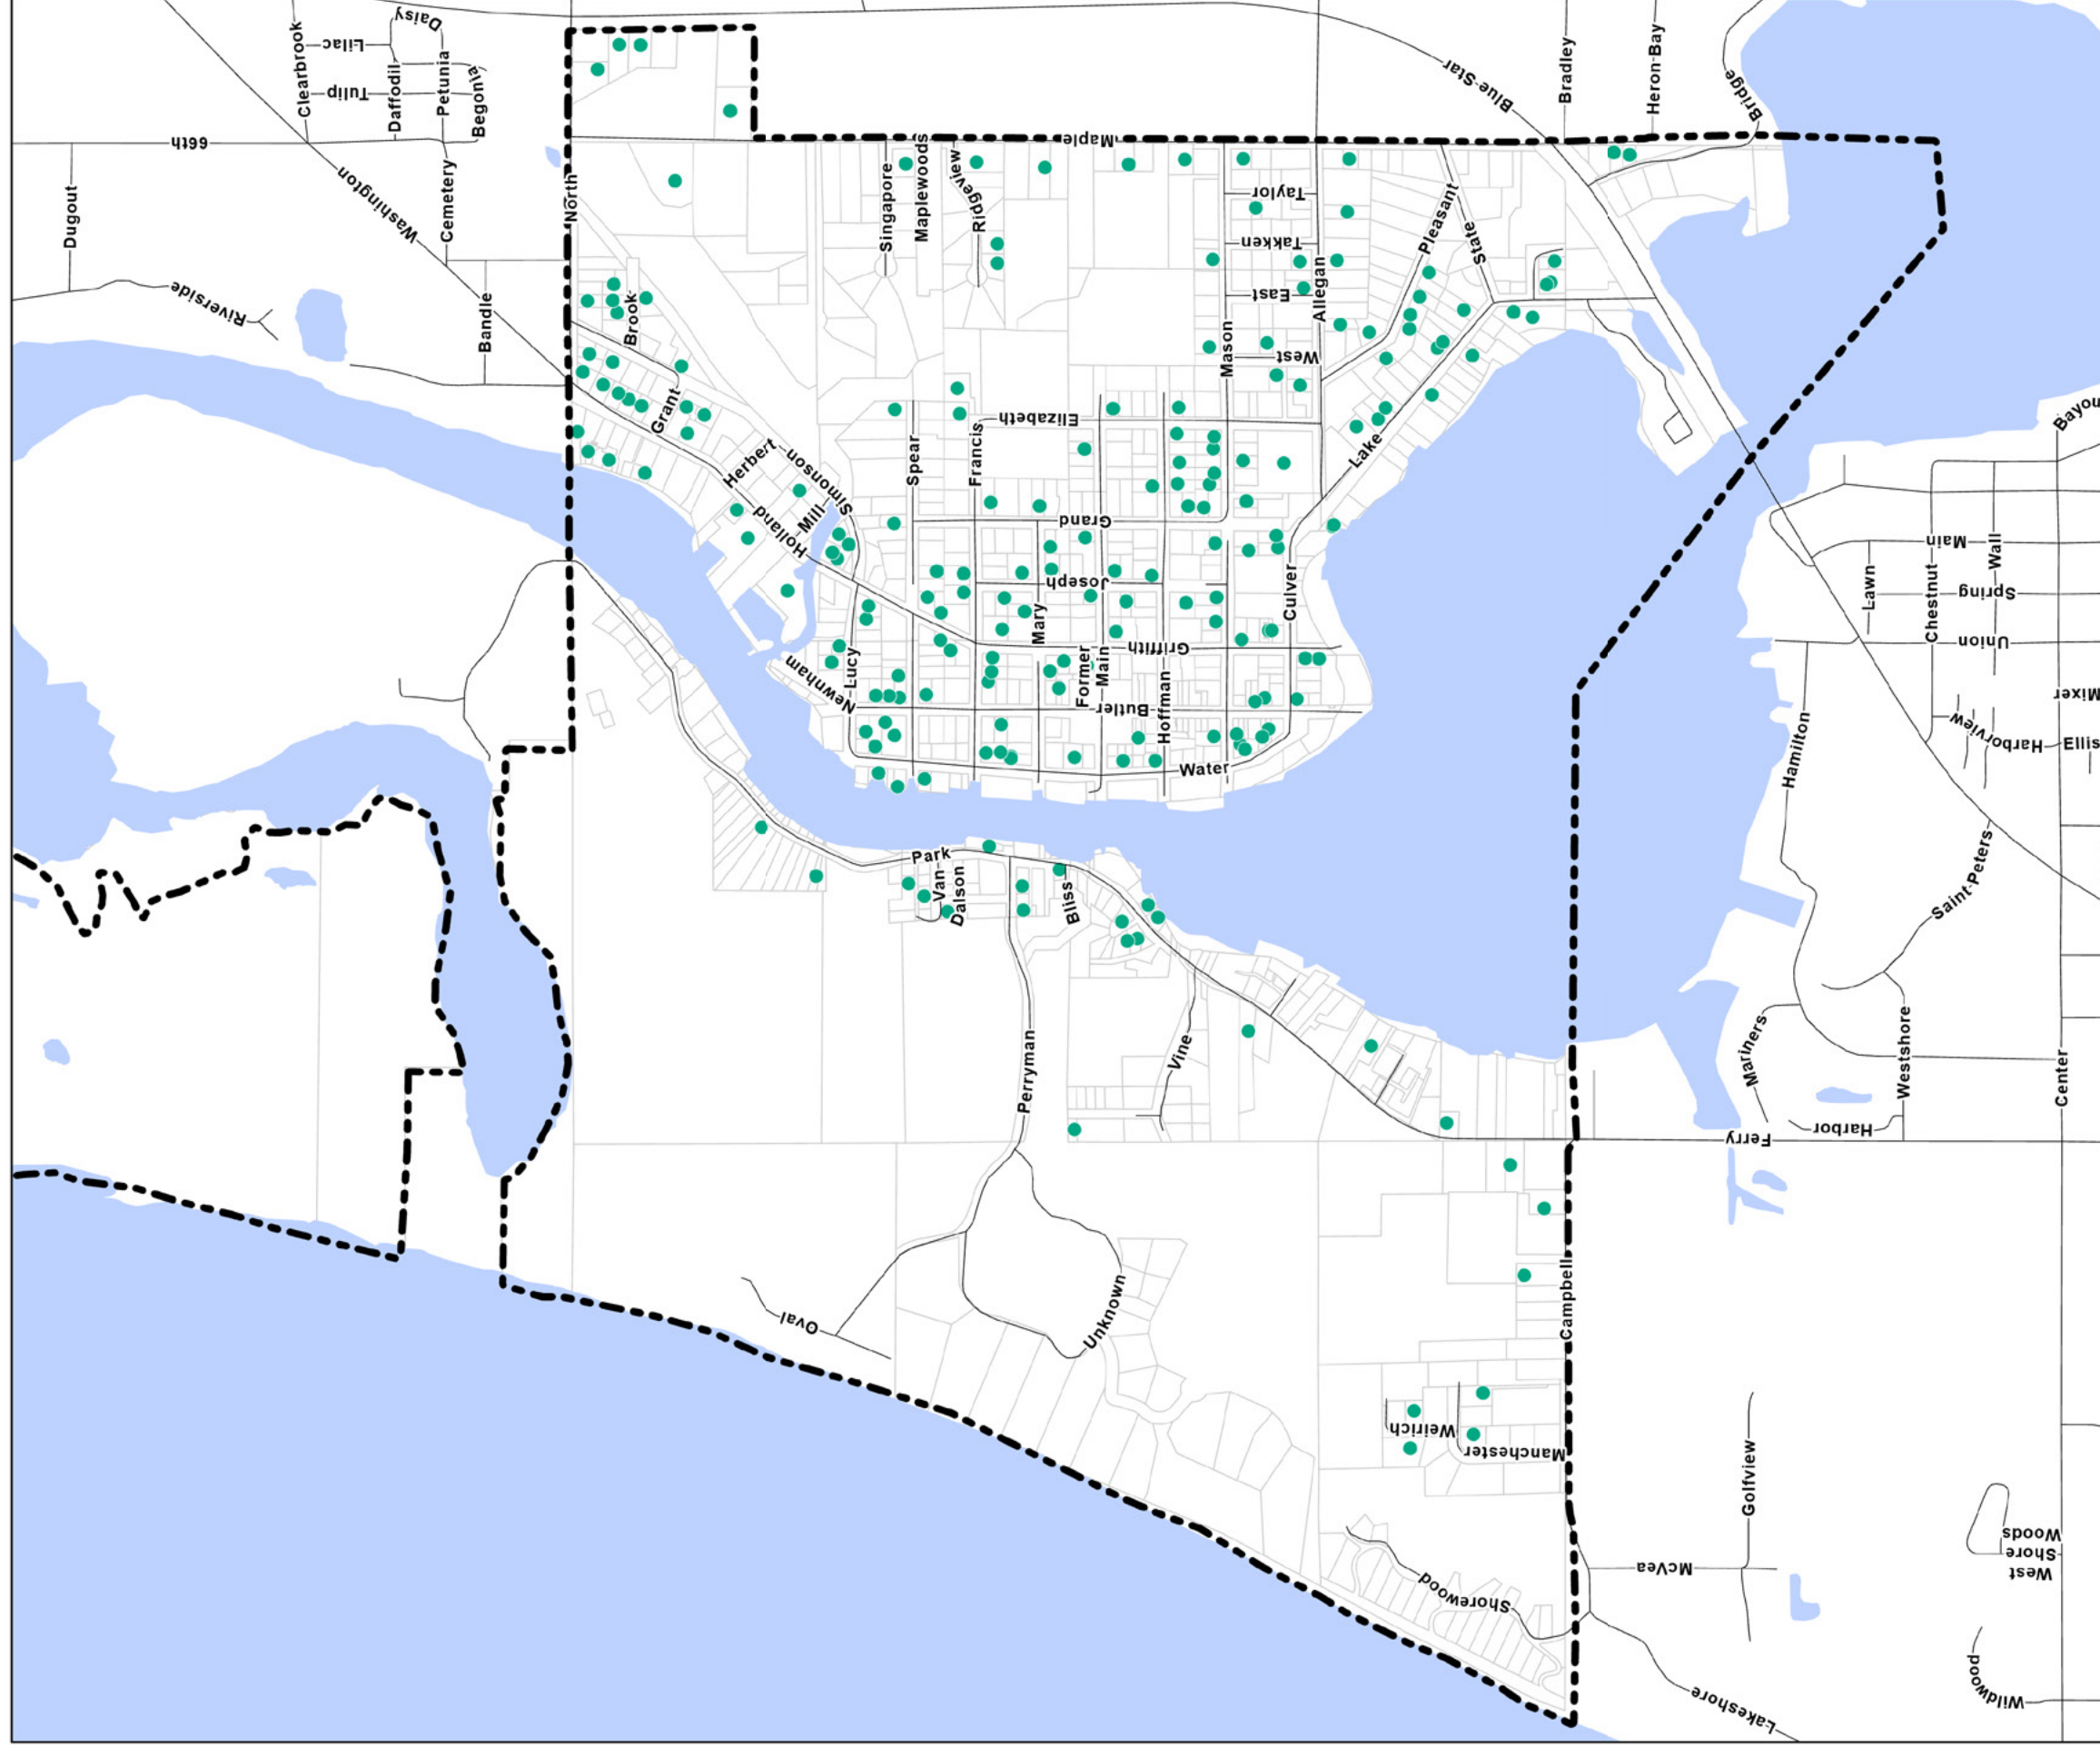 Daisy
Lilac
Clearbrook
Tulip
Daffodil
Petunia
Begonia
66th
Washington
Cemetery
Dugout
Riverside
Bandle
North
Maple
Blue Star
Bradley
Heron-Bay
Bridge
Singapore
Maplewoods
Ridgeview
Taylor
Takken
East
Allegan
Pleasant
State
Mason
West
Brook
Grant
Elizabeth
Spear
Francis
Herbert
Simonson
Mill
Holland
Grand
Lake
Joseph
Mary
Culver
Griffith
Lucy
Newnham
Former
Main
Butler
Hoffman
Water
Park
Van
Dalson
Bliss
Perryman
Vine
Unknown
Oval
Ferry
Campbell
Weirich
Manchester
Shorewood
Bayou
Main
Wall
Lawn
Chestnut
Spring
Union
Mixer
Harborview
Ellis
Hamilton
Saint-Peters
Mariners
Westshore
Center
Harbor
Golfview
McVea
West
Shore
Woods
Wildwood
Lakeshore